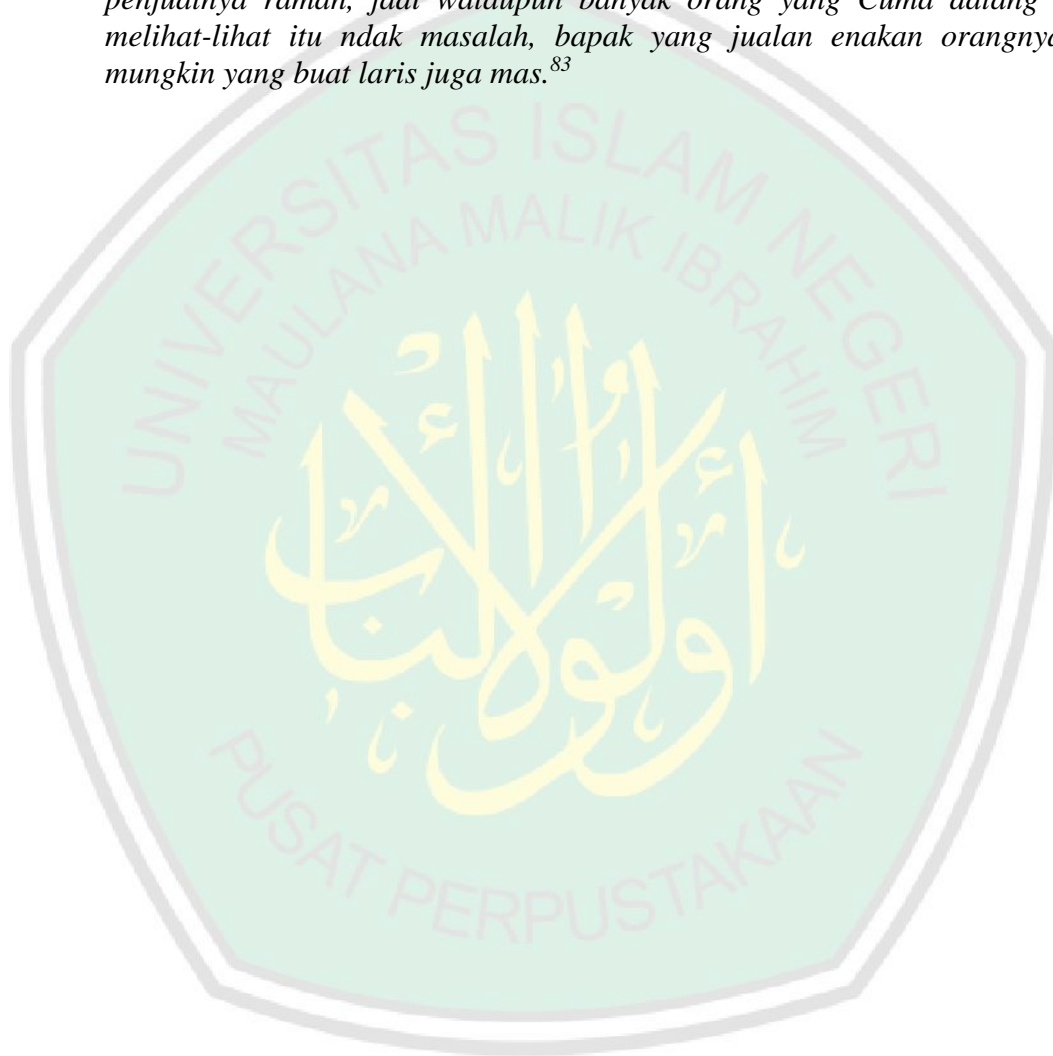 penjualnya ramah, jadi walaupun banyak orang yang Cuma datang
melihat-lihat itu ndak masalah, bapak yang jualan enakan orangnya
mungkin yang buat laris juga mas.⁸³
UNIVERSITAS ISLAM NEGERI
MAULANA MALIK IBRAHIM
أولوا الألباب
PUSAT PERPUSTAKAAN